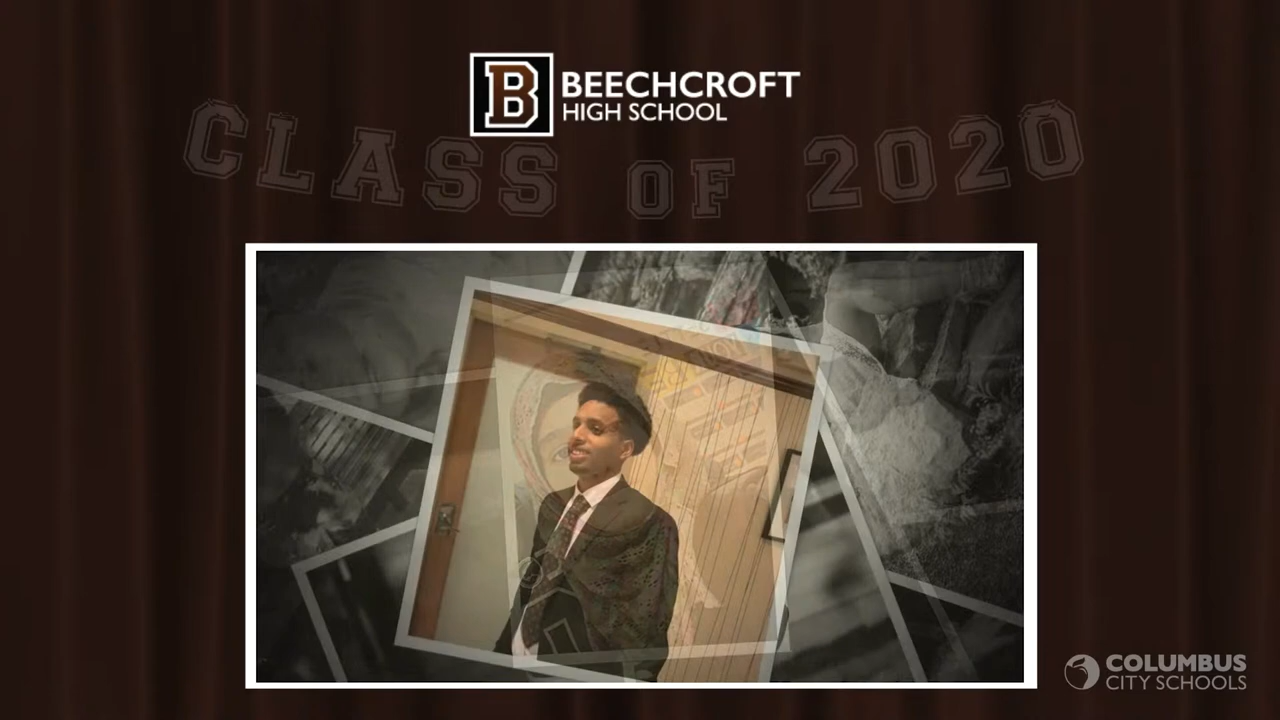 B
BEECHCROFT
HIGH SCHOOL
CLASS OF 2020
COLUMBUS
CITY SCHOOLS